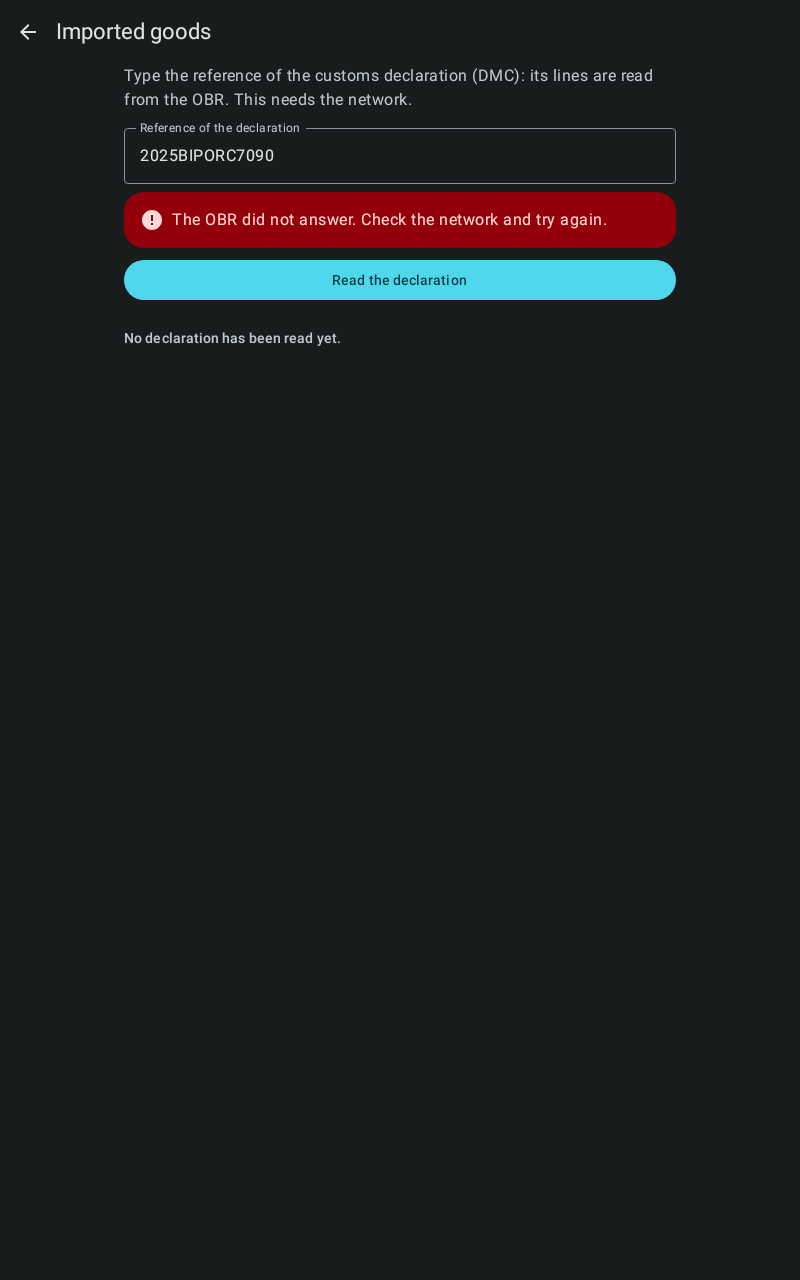 Imported goods
Type the reference of the customs declaration (DMC): its lines are read
from the OBR. This needs the network.
Reference of the declaration
2025BIPORC7090
The OBR did not answer. Check the network and try again.
Read the declaration
No declaration has been read yet.